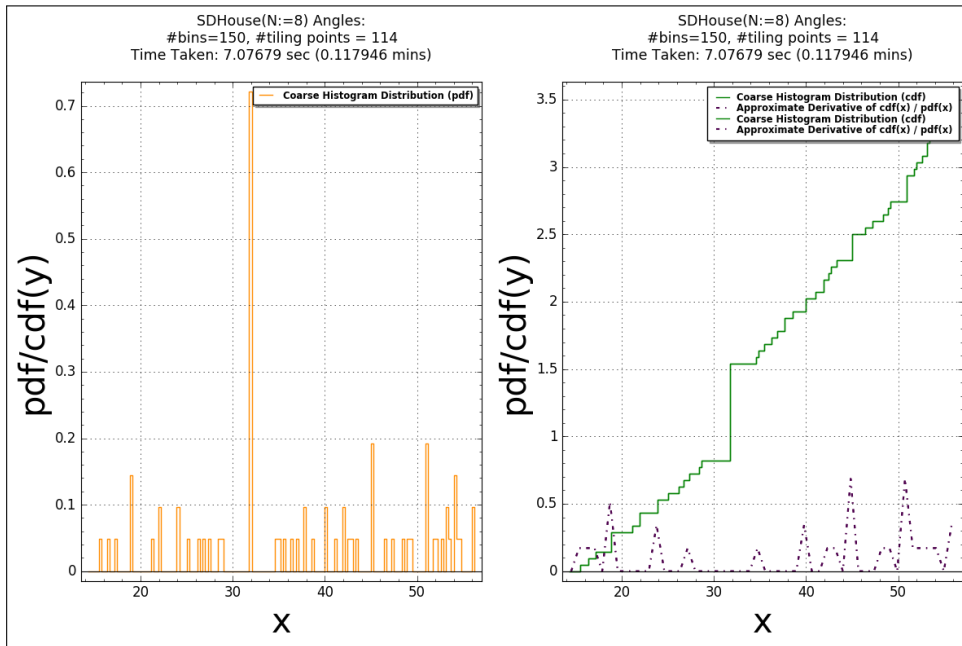 SDHouse(N:=8) Angles:
#bins=150, #tiling points = 114
Time Taken: 7.07679 sec (0.117946 mins)
Coarse Histogram Distribution (pdf)
0.7
0.6
0.5
0.4
0.3
0.2
0.1
0
pdf/cdf(y)
20
30
40
50
x
SDHouse(N:=8) Angles:
#bins=150, #tiling points = 114
Time Taken: 7.07679 sec (0.117946 mins)
Coarse Histogram Distribution (cdf)
Approximate Derivative of cdf(x) / pdf(x)
Coarse Histogram Distribution (cdf)
Approximate Derivative of cdf(x) / pdf(x)
3.5
3
2.5
2
1.5
1
0.5
0
pdf/cdf(y)
20
30
40
50
x